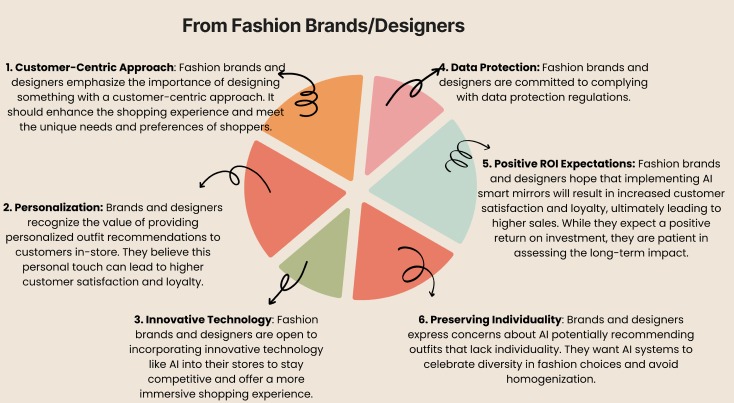 From Fashion Brands/Designers
1. Customer-Centric Approach: Fashion brands and
designers emphasize the importance of designing
something with a customer-centric approach. It
should enhance the shopping experience and meet
the unique needs and preferences of shoppers.
2. Personalization: Brands and designers
recognize the value of providing
personalized outfit recommendations to
customers in-store. They believe this
personal touch can lead to higher
customer satisfaction and loyalty.
3. Innovative Technology: Fashion
brands and designers are open to
incorporating innovative technology
like AI into their stores to stay
competitive and offer a more
immersive shopping experience.
4. Data Protection: Fashion brands and
designers are committed to complying
with data protection regulations.
5. Positive ROI Expectations: Fashion brands
and designers hope that implementing AI
smart mirrors will result in increased customer
satisfaction and loyalty, ultimately leading to
higher sales. While they expect a positive
return on investment, they are patient in
assessing the long-term impact.
6. Preserving Individuality: Brands and designers
express concerns about AI potentially recommending
outfits that lack individuality. They want AI systems to
celebrate diversity in fashion choices and avoid
homogenization.